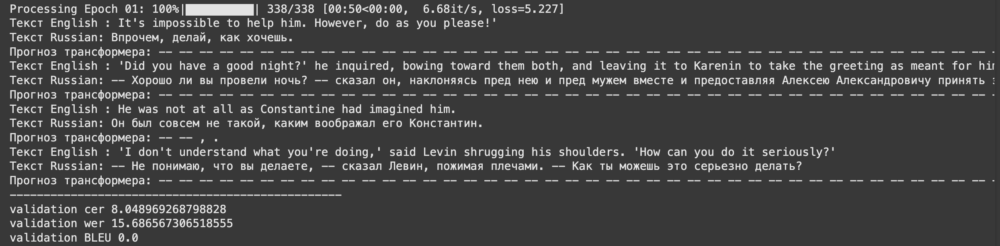 Processing Epoch 01: 100%|██████████| 338/338 [00:50<00:00,  6.68it/s, loss=5.227]
Текст English : It's impossible to help him. However, do as you please!'
Текст Russian: Впрочем, делай, как хочешь.
Прогноз трансформера: -- -- -- -- -- -- -- -- -- -- -- -- -- -- -- -- -- -- -- -- -- -- -- -- -- -- -- -- -- -- -- -- -- -- -- -- -- -- -- -- -- -
Текст English : 'Did you have a good night?' he inquired, bowing toward them both, and leaving it to Karenin to take the greeting as meant for
Текст Russian: -- Хорошо ли вы провели ночь? -- сказал он, наклоняясь пред нею и пред мужем вместе и предоставляя Алексею Александровичу принять
Прогноз трансформера: -- -- -- -- -- -- -- -- -- -- -- -- -- -- -- -- -- -- -- -- -- -- -- -- -- -- -- -- -- -- -- -- -- -- -- -- -- -- -- -- -- -
Текст English : He was not at all as Constantine had imagined him.
Текст Russian: Он был совсем не такой, каким воображал его Константин.
Прогноз трансформера: -- -- , .
Текст English : 'I don't understand what you're doing,' said Levin shrugging his shoulders. 'How can you do it seriously?'
Текст Russian: -- Не понимаю, что вы делаете, -- сказал Левин, пожимая плечами. -- Как ты можешь это серьезно делать?
Прогноз трансформера: -- -- -- -- -- -- -- -- -- -- -- -- -- -- -- -- -- -- -- -- -- -- -- -- -- -- -- -- -- -- -- -- -- -- -- -- -- -- -- -- -- -
-------------------------------------------------
validation cer 8.048969268798828
validation wer 15.686567306518555
validation BLEU 0.0